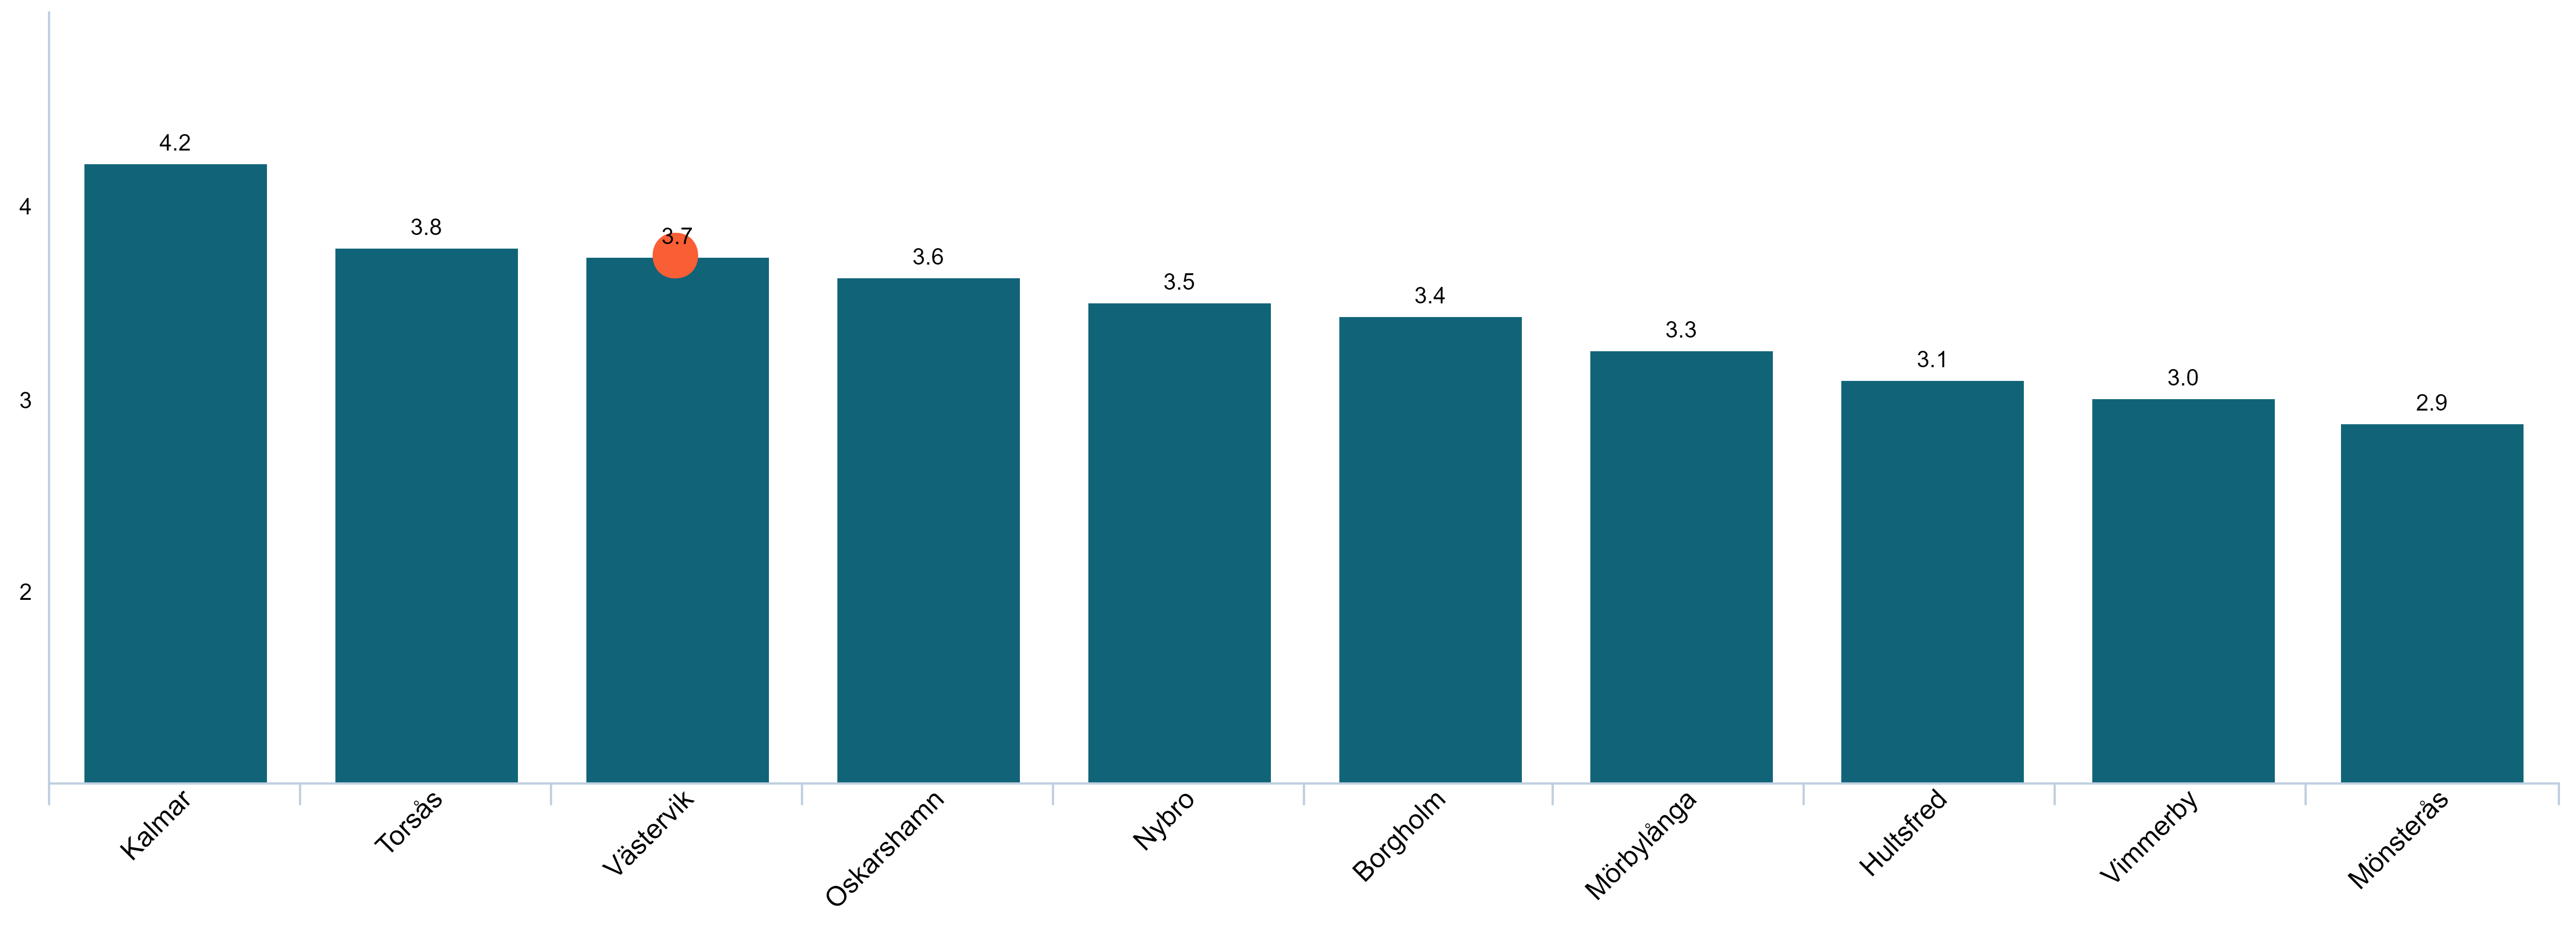 4.2
3.8
3.7
3.6
3.5
3.4
3.3
3.1
3.0
2.9
4
3
2
Kalmar
Torsås
Västervik
Oskarshamn
Nybro
Borgholm
Mörbylånga
Hultsfred
Vimmerby
Mönsterås